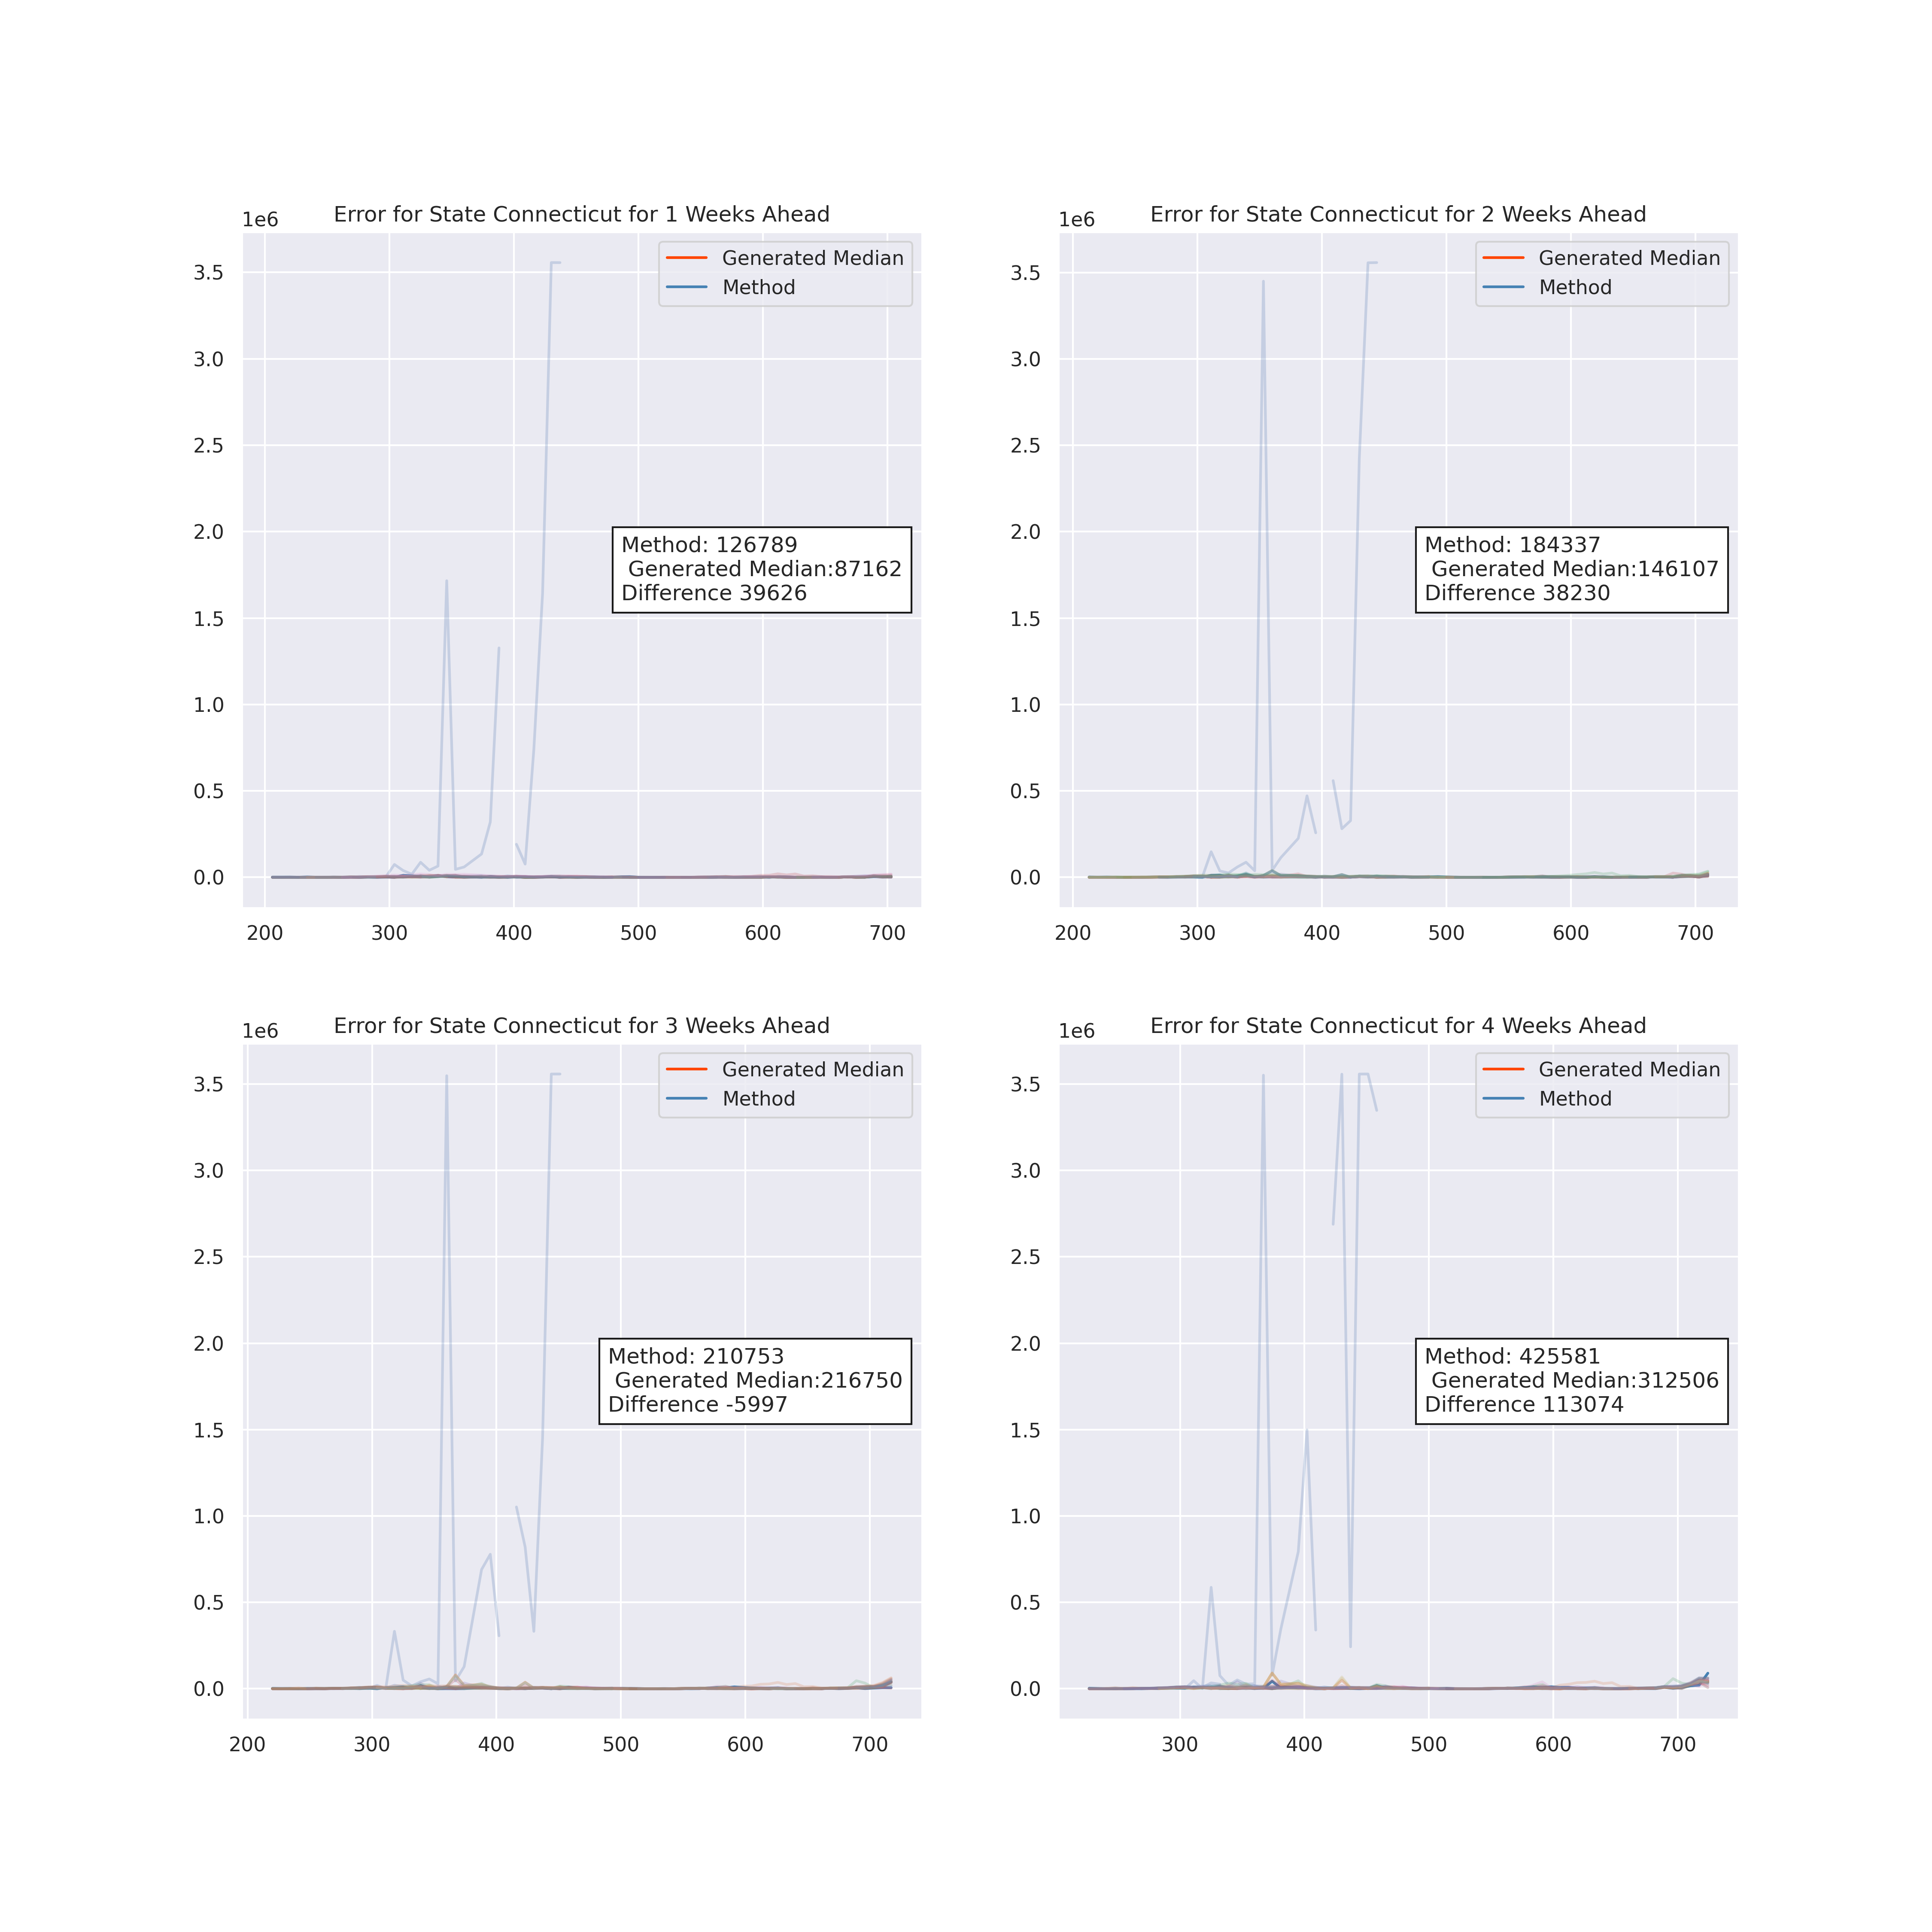 Error for State Connecticut for 1 Weeks Ahead
1e6
Generated Median
Method
3.5
3.0
2.5
2.0
1.5
1.0
0.5
0.0
Method: 126789
Generated Median:87162
Difference 39626
200 300 400 500 600 700
Error for State Connecticut for 2 Weeks Ahead
1e6
Generated Median
Method
3.5
3.0
2.5
2.0
1.5
1.0
0.5
0.0
Method: 184337
Generated Median:146107
Difference 38230
200 300 400 500 600 700
Error for State Connecticut for 3 Weeks Ahead
1e6
Generated Median
Method
3.5
3.0
2.5
2.0
1.5
1.0
0.5
0.0
Method: 210753
Generated Median:216750
Difference -5997
200 300 400 500 600 700
Error for State Connecticut for 4 Weeks Ahead
1e6
Generated Median
Method
3.5
3.0
2.5
2.0
1.5
1.0
0.5
0.0
Method: 425581
Generated Median:312506
Difference 113074
300 400 500 600 700